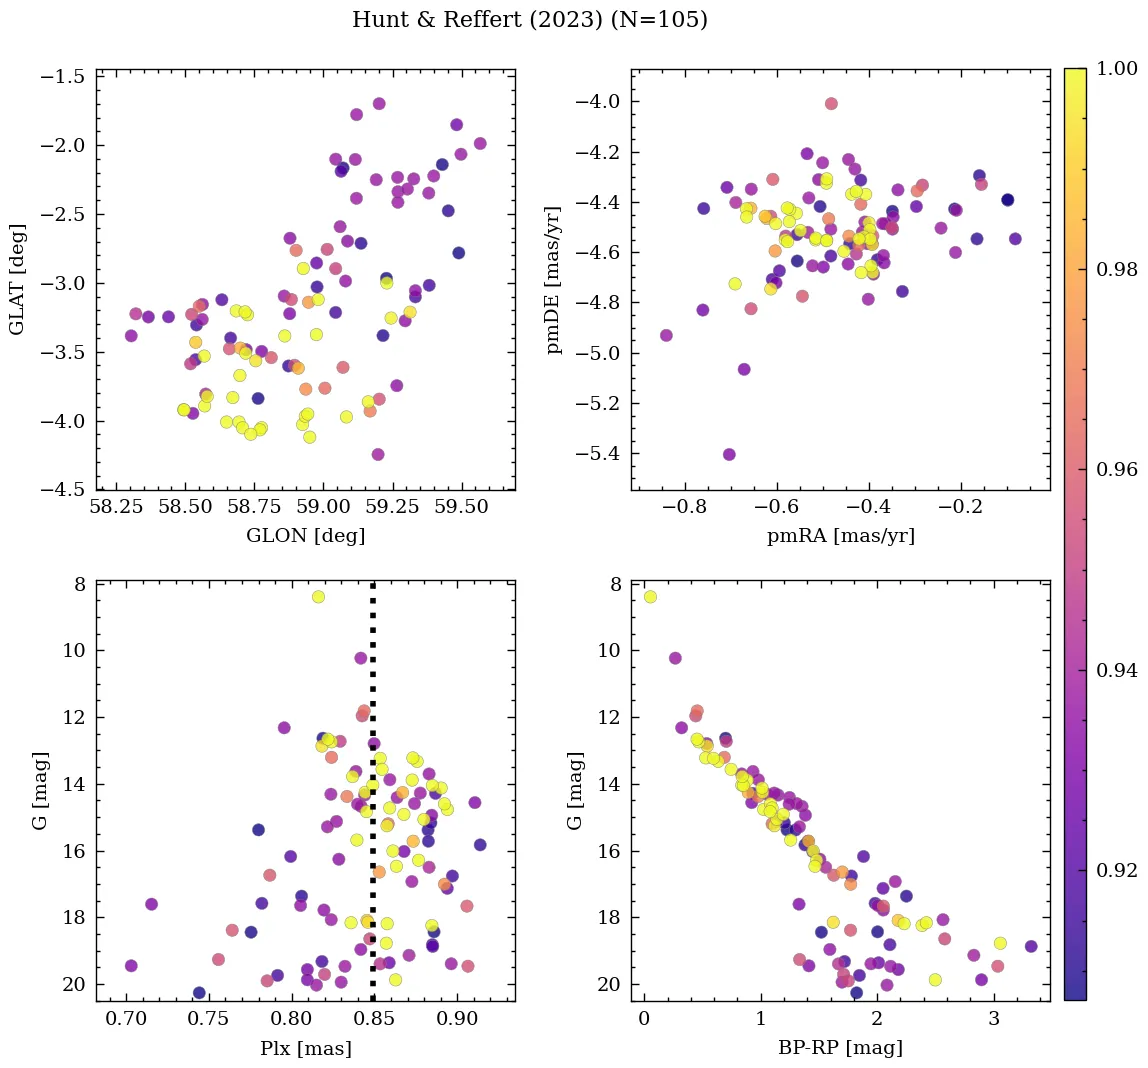 Hunt & Reffert (2023) (N=105)
−1.5
−2.0
−2.5
−3.0
−3.5
−4.0
−4.5
GLAT [deg]
58.25 58.50 58.75 59.00 59.25 59.50
GLON [deg]
−4.0
−4.2
−4.4
−4.6
−4.8
−5.0
−5.2
−5.4
pmDE [mas/yr]
−0.8 −0.6 −0.4 −0.2
pmRA [mas/yr]
8
10
12
14
16
18
20
G [mag]
0.70 0.75 0.80 0.85 0.90
Plx [mas]
8
10
12
14
16
18
20
G [mag]
0 1 2 3
BP-RP [mag]
1.00
0.98
0.96
0.94
0.92